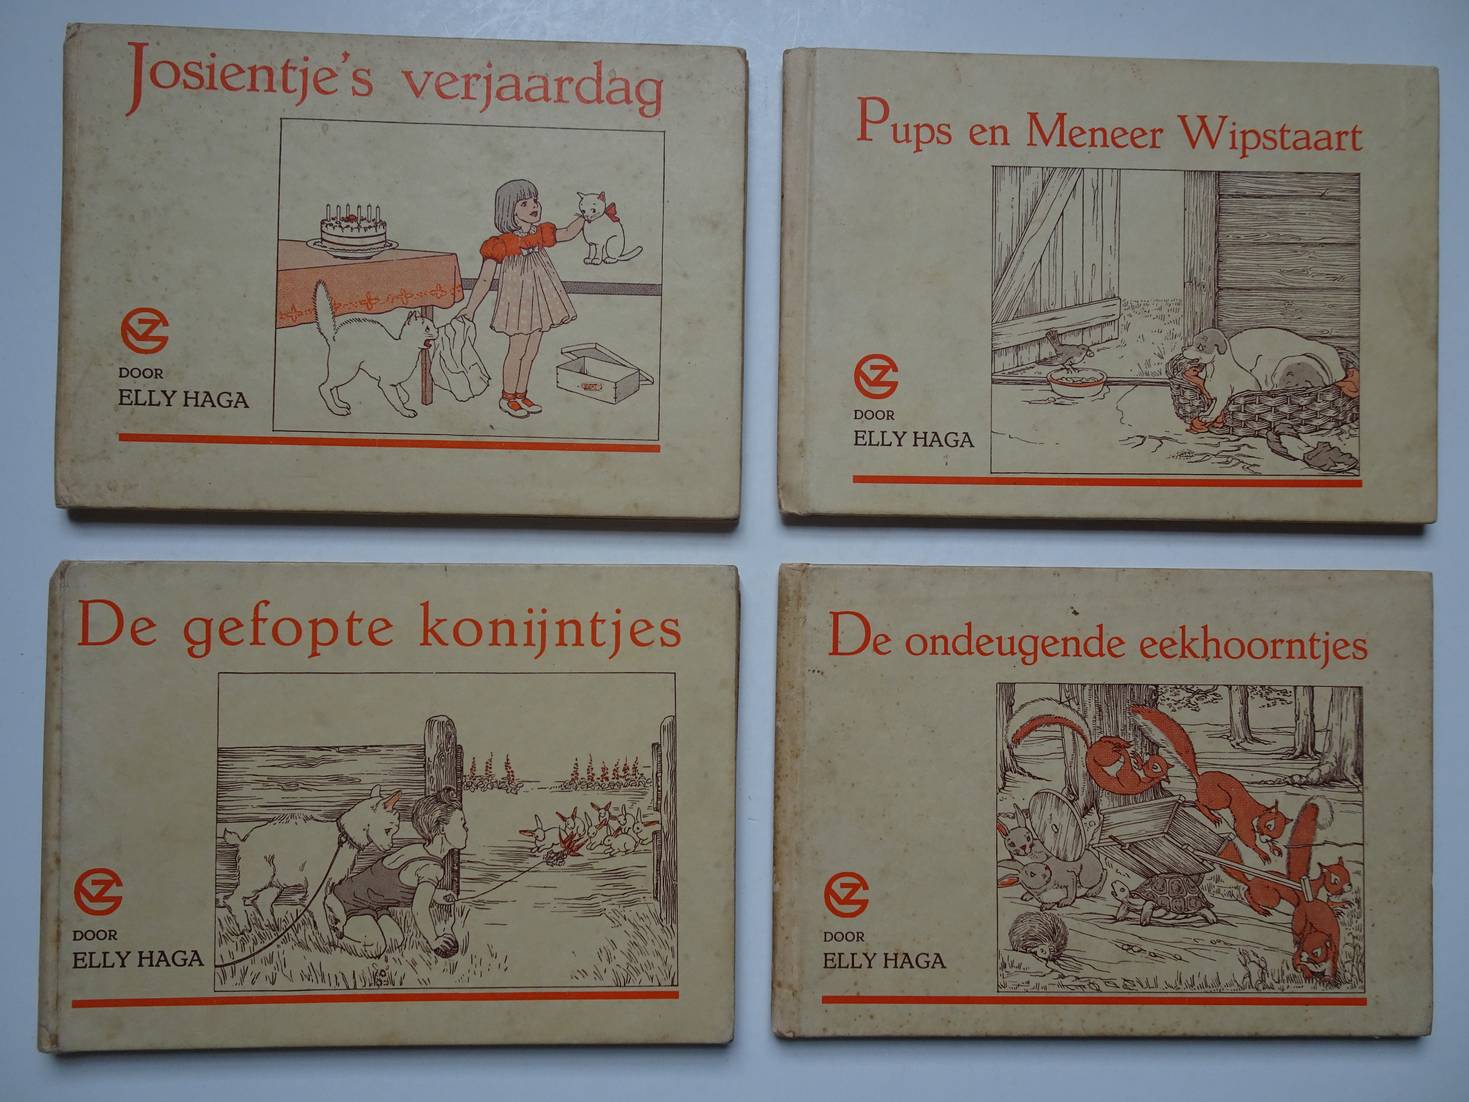 Josientje's verjaardag
DOOR
ELLY HAGA
Pups en Meneer Wipstaart
DOOR
ELLY HAGA
De gefopte konijntjes
DOOR
ELLY HAGA
De ondeugende eekhoorntjes
DOOR
ELLY HAGA